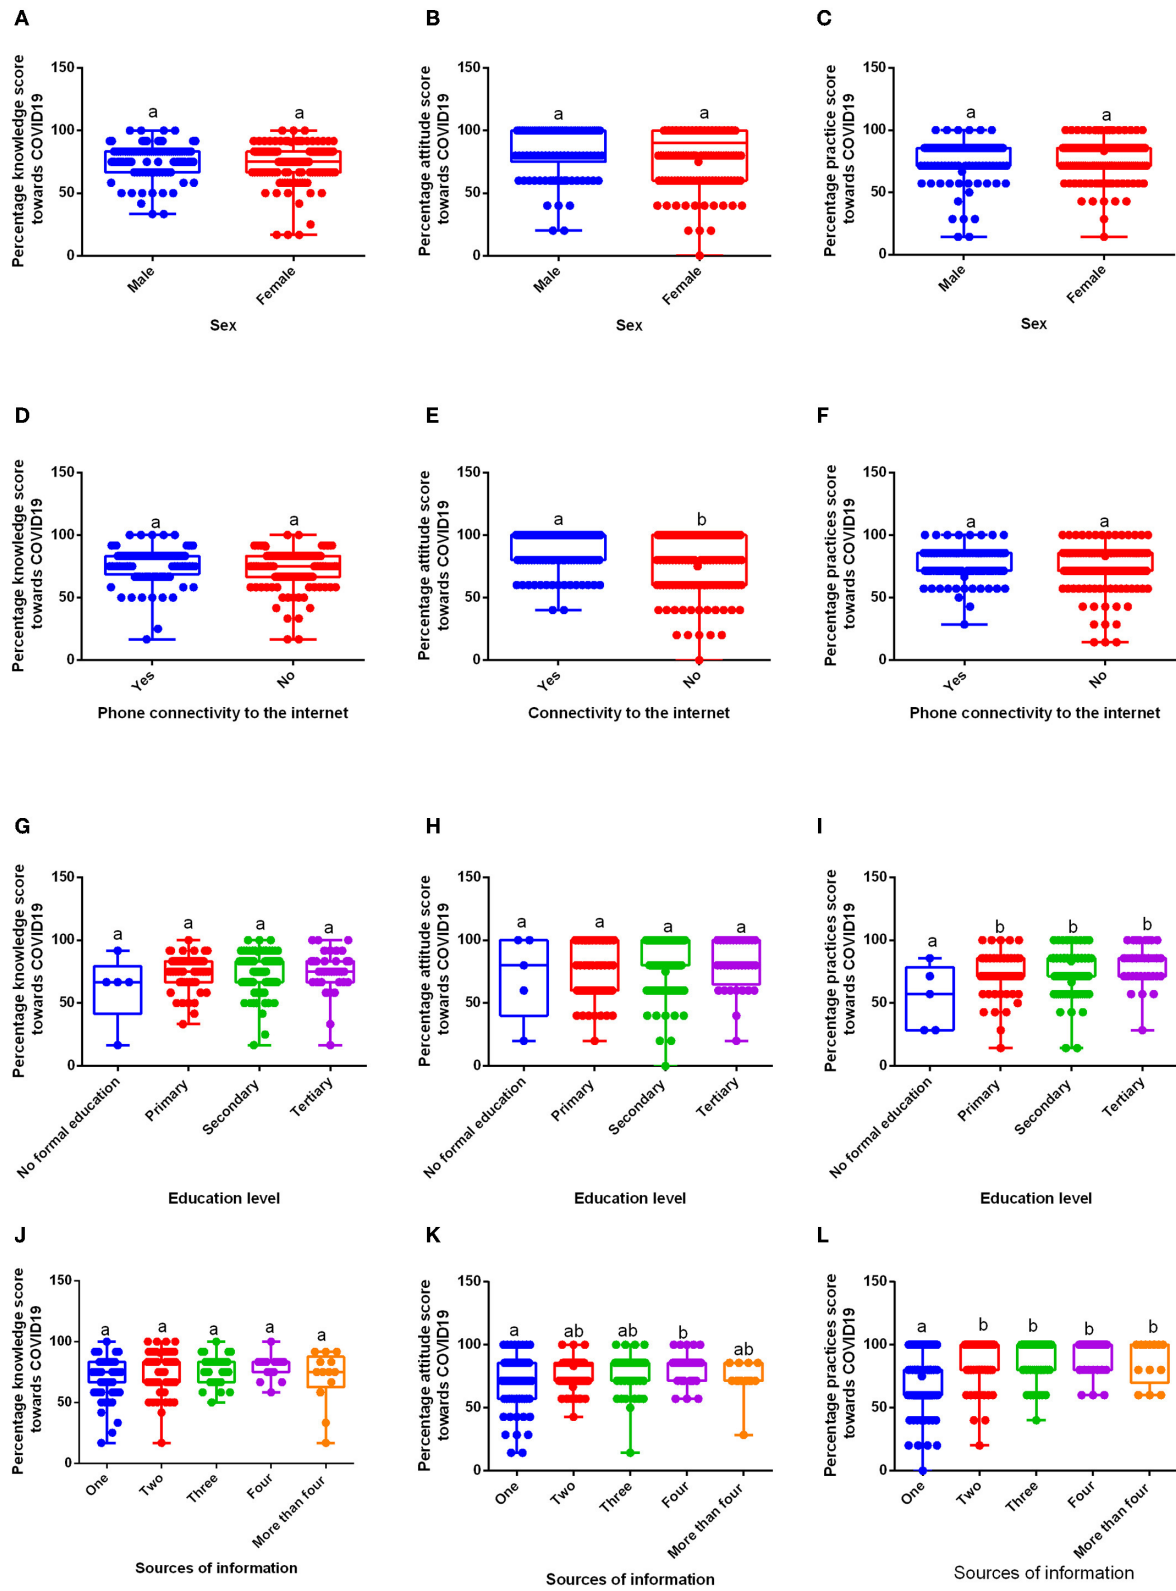 A
Percentage knowledge score
towards COVID19
150
100
50
0
a
a
Male
Female
Sex
B
Percentage attitude score
towards COVID19
150
100
50
0
a
a
Male
Female
Sex
C
Percentage practice score
towards COVID19
150
100
50
0
a
a
Male
Female
Sex
D
Percentage knowledge score
towards COVID19
150
100
50
0
a
a
Yes
No
Phone connectivity to the internet
E
Percentage attitude score
towards COVID19
150
100
50
0
a
b
Yes
No
Connectivity to the internet
F
Percentage practices score
towards COVID19
150
100
50
0
a
a
Yes
No
Phone connectivity to the internet
G
Percentage knowledge score
towards COVID19
150
100
50
0
a
a
a
a
No formal education
Primary
Secondary
Tertiary
Education level
H
Percentage attitude score
towards COVID19
150
100
50
0
a
a
a
a
No formal education
Primary
Secondary
Tertiary
Education level
I
Percentage practices score
towards COVID19
150
100
50
0
a
b
b
b
No formal education
Primary
Secondary
Tertiary
Education level
J
Percentage knowledge score
towards COVID19
150
100
50
0
a
a
a
a
a
One
Two
Three
Four
More than four
Sources of information
K
Percentage attitude score
towards COVID19
150
100
50
0
a
ab
ab
b
ab
One
Two
Three
Four
More than four
Sources of information
L
Percentage practices score
towards COVID19
150
100
50
0
a
b
b
b
b
One
Two
Three
Four
More than four
Sources of information